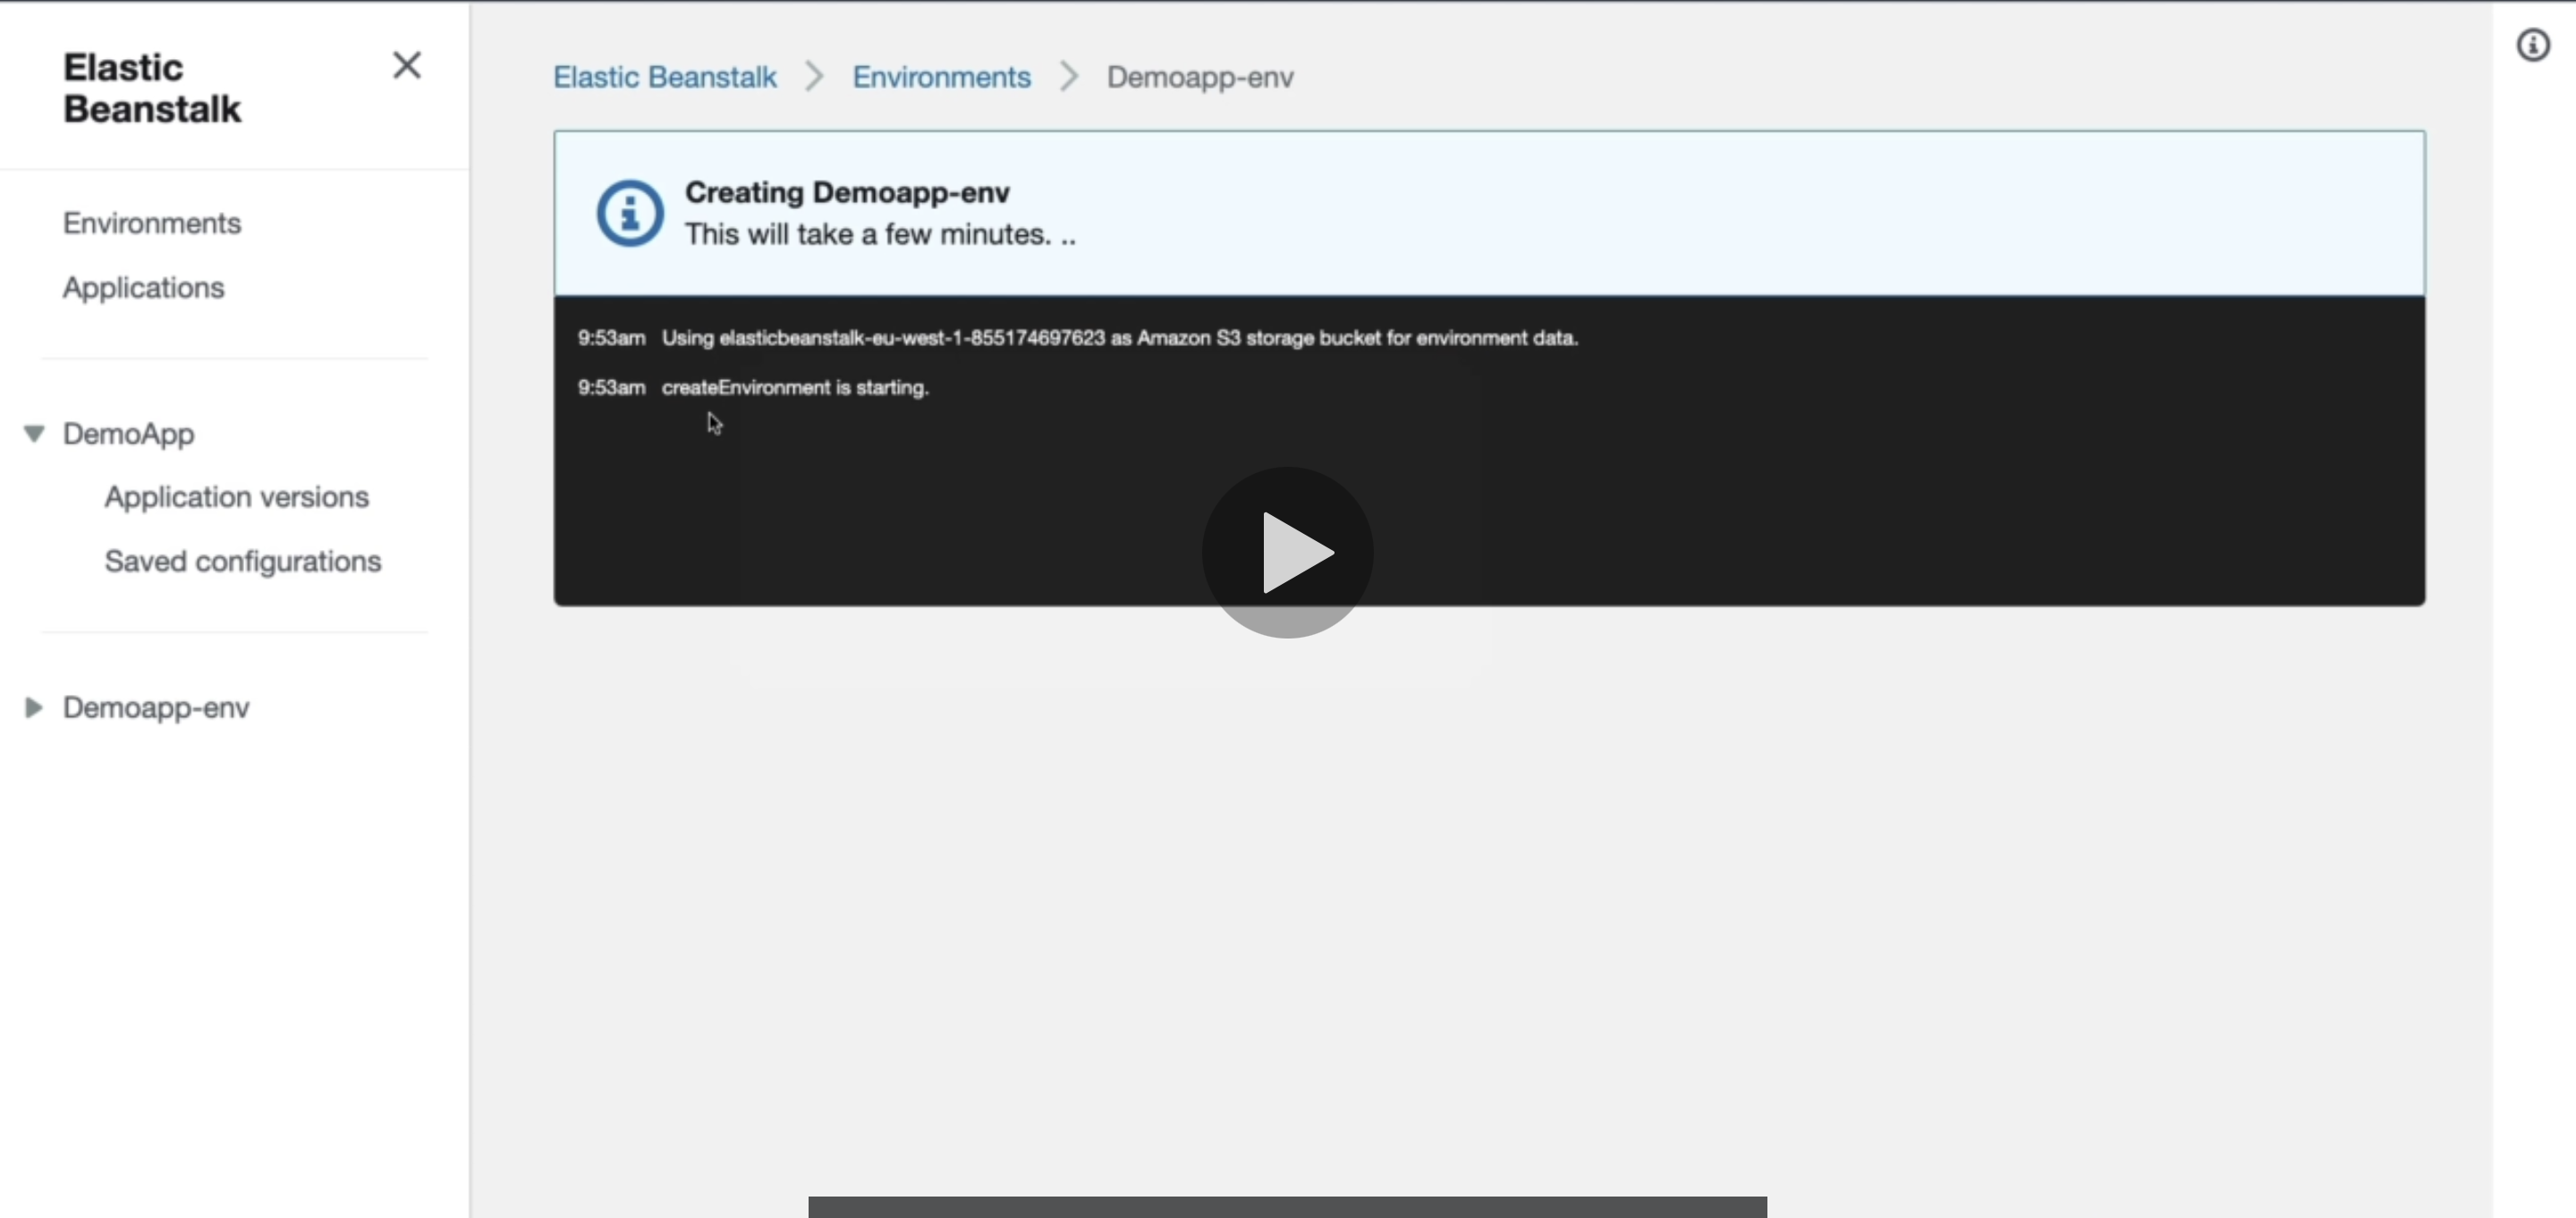 Elastic
Beanstalk
Environments
Applications
DemoApp
Application versions
Saved configurations
Demoapp-env
Elastic Beanstalk > Environments > Demoapp-env
Creating Demoapp-env
This will take a few minutes. ..
9:53am Using elasticbeanstalk-eu-west-1-855174697623 as Amazon S3 storage bucket for environment data.
9:53am createEnvironment is starting.